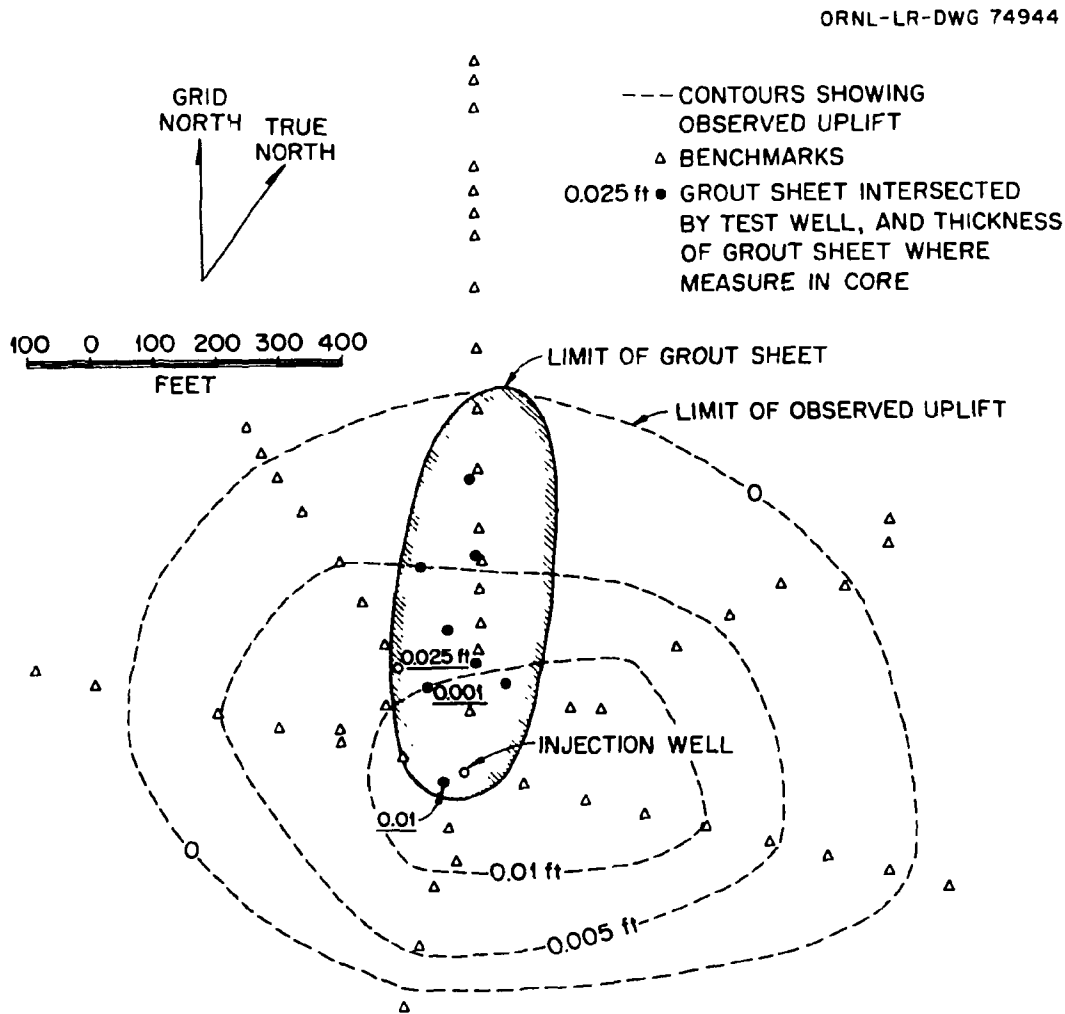 ORNL-LR-DWG 74944
GRID
NORTH
TRUE
NORTH
CONTOURS SHOWING
OBSERVED UPLIFT
BENCHMARKS
0.025 ft GROUT SHEET INTERSECTED
BY TEST WELL, AND THICKNESS
OF GROUT SHEET WHERE
MEASURE IN CORE
100 0 100 200 300 400
FEET
LIMIT OF GROUT SHEET
LIMIT OF OBSERVED UPLIFT
0
0.025 ft
0.001
INJECTION WELL
0.01
0
0.01 ft
0.005 ft